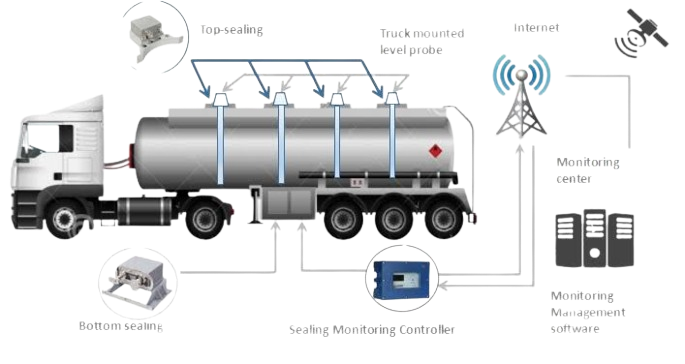 Top-sealing
Truck mounted
level probe
Internet
Monitoring
center
Bottom sealing
Sealing Monitoring Controller
Monitoring
Management
software